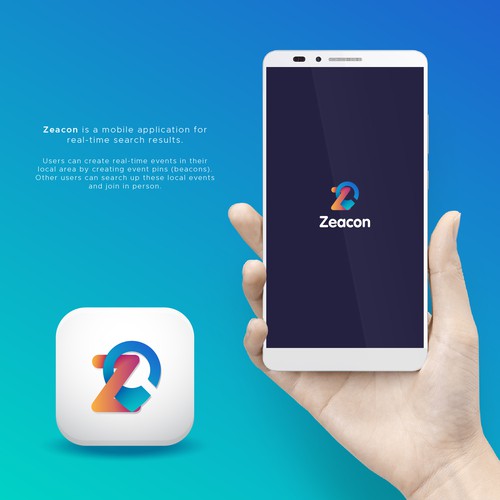 Zeacon is a mobile application for
real-time search results.
Users can create real-time events in their
local area by creating event pins (beacons).
Other users can search up these local events
and join in person.
Zeacon